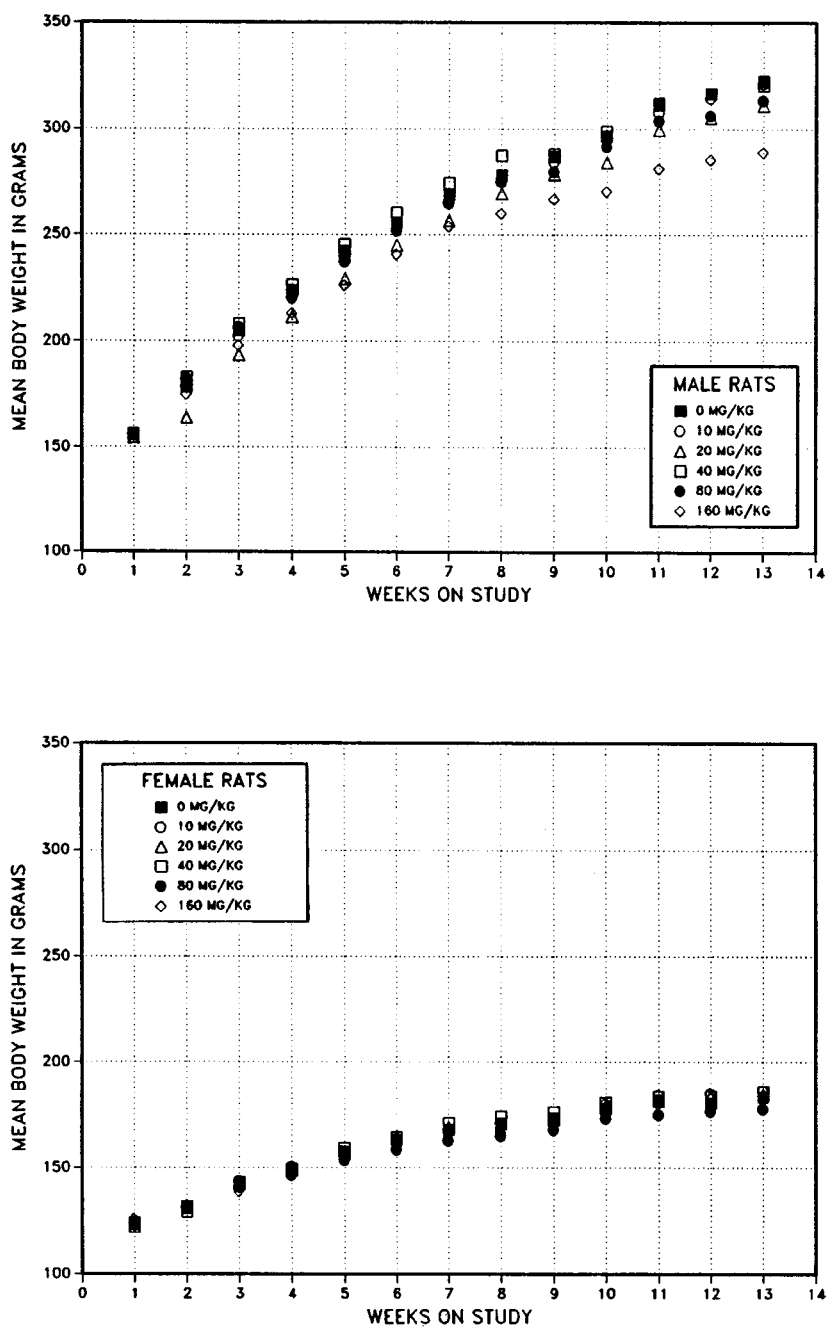 350
300
250
200
150
100
MEAN BODY WEIGHT IN GRAMS
MALE RATS
0 MG/KG
10 MG/KG
20 MG/KG
40 MG/KG
80 MG/KG
160 MG/KG
0 1 2 3 4 5 6 7 8 9 10 11 12 13 14
WEEKS ON STUDY
350
300
250
200
150
100
MEAN BODY WEIGHT IN GRAMS
FEMALE RATS
0 MG/KG
10 MG/KG
20 MG/KG
40 MG/KG
80 MG/KG
160 MG/KG
0 1 2 3 4 5 6 7 8 9 10 11 12 13 14
WEEKS ON STUDY